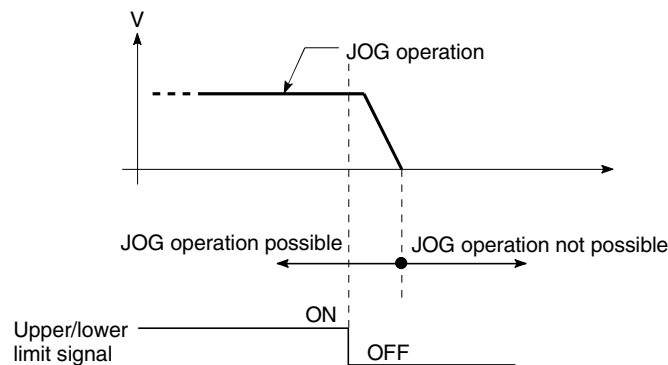 V
JOG operation
JOG operation possible
JOG operation not possible
ON
Upper/lower
limit signal
OFF